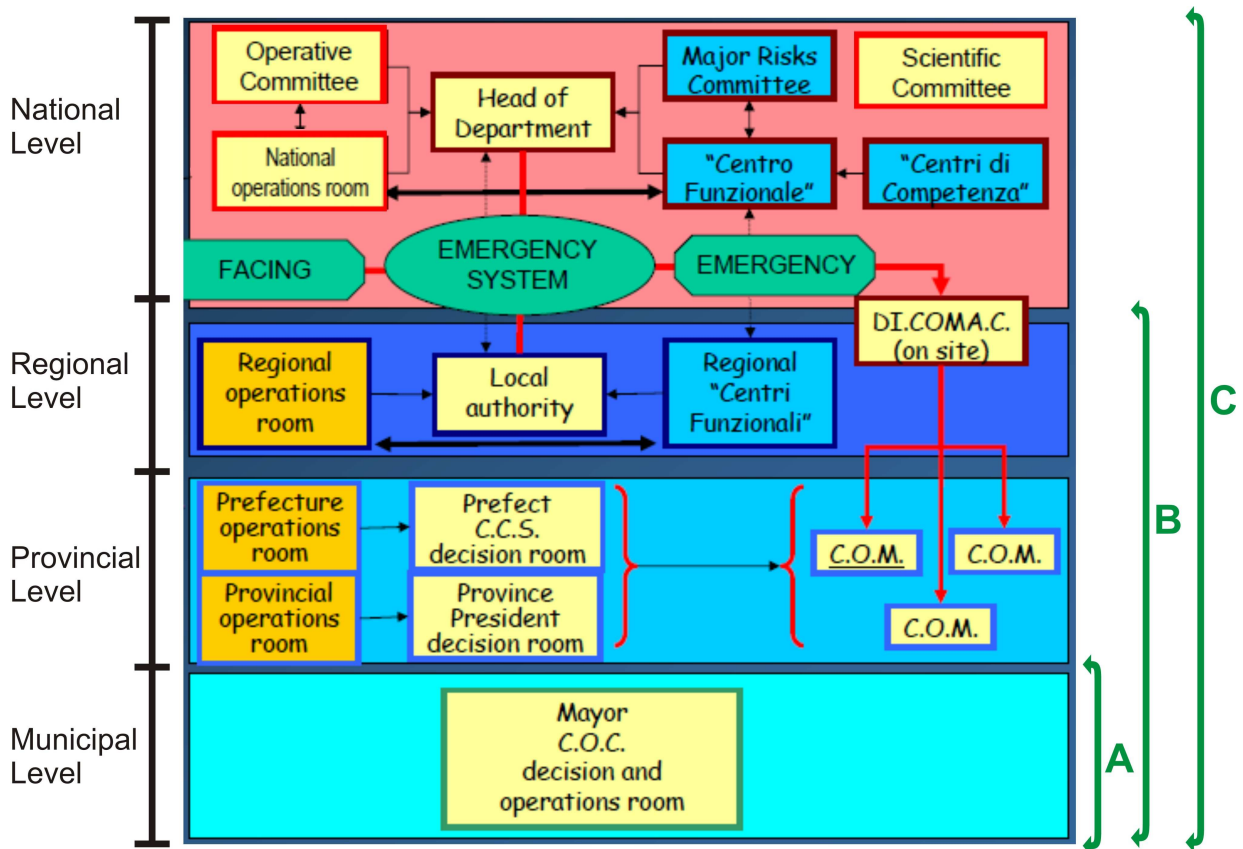 National
Level
Operative
Committee
National
operations room
Head of
Department
Major Risks
Committee
Scientific
Committee
"Centro
Funzionale"
"Centri di
Competenza"
FACING
EMERGENCY
SYSTEM
EMERGENCY
DI.COMA.C.
(on site)
Regional
Level
Regional
operations
room
Local
authority
Regional
"Centri
Funzionali"
Provincial
Level
Prefecture
operations
room
Prefect
C.C.S.
decision room
Provincial
operations
room
Province
President
decision room
C.O.M.
C.O.M.
C.O.M.
Municipal
Level
Mayor
C.O.C.
decision and
operations room
A
B
C